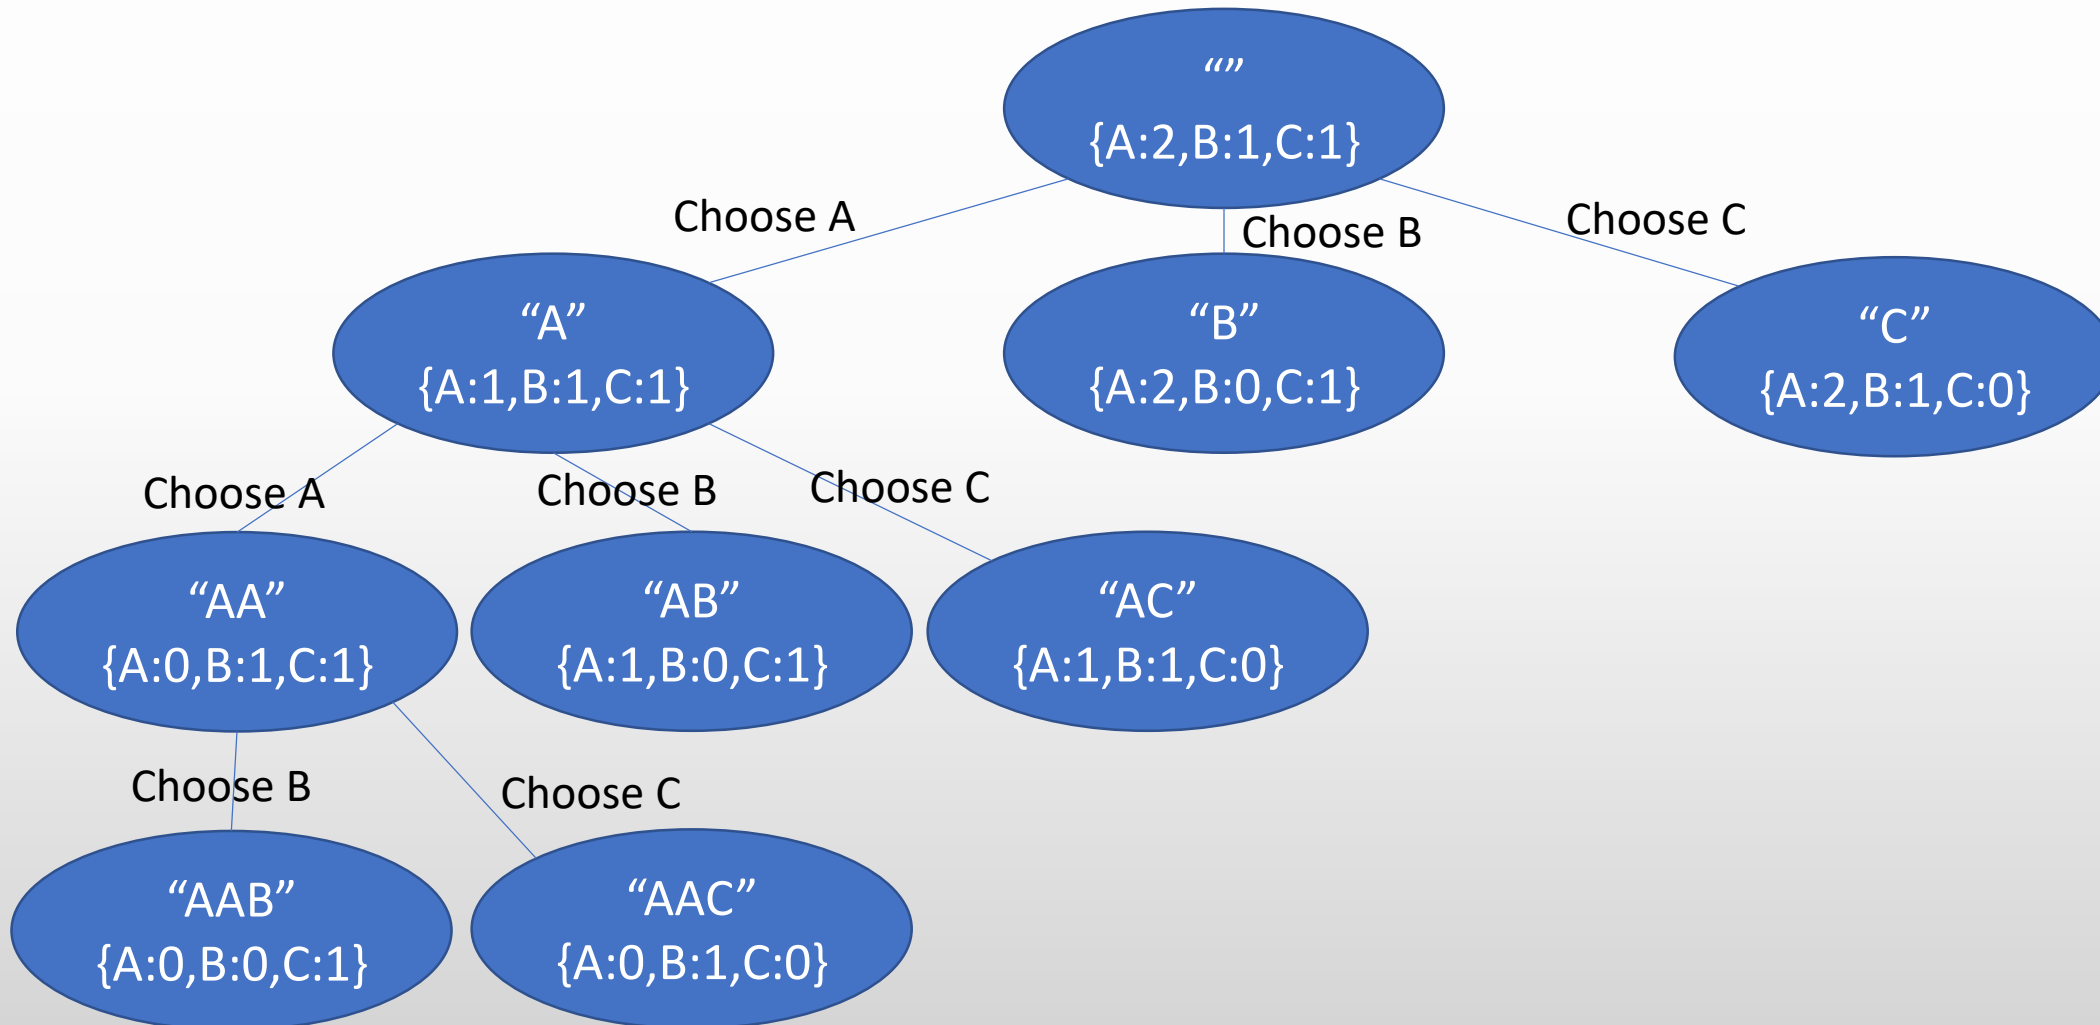 “”
{A:2,B:1,C:1}
Choose A
Choose B
Choose C
“A”
{A:1,B:1,C:1}
“B”
{A:2,B:0,C:1}
“C”
{A:2,B:1,C:0}
Choose A
Choose B
Choose C
“AA”
{A:0,B:1,C:1}
“AB”
{A:1,B:0,C:1}
“AC”
{A:1,B:1,C:0}
Choose B
Choose C
“AAB”
{A:0,B:0,C:1}
“AAC”
{A:0,B:1,C:0}